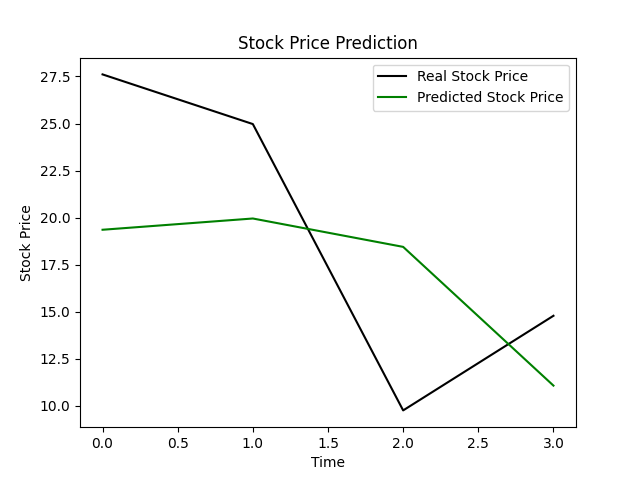 Stock Price Prediction
Real Stock Price
Predicted Stock Price
27.5
25.0
22.5
20.0
17.5
15.0
12.5
10.0
Stock Price
0.0 0.5 1.0 1.5 2.0 2.5 3.0
Time